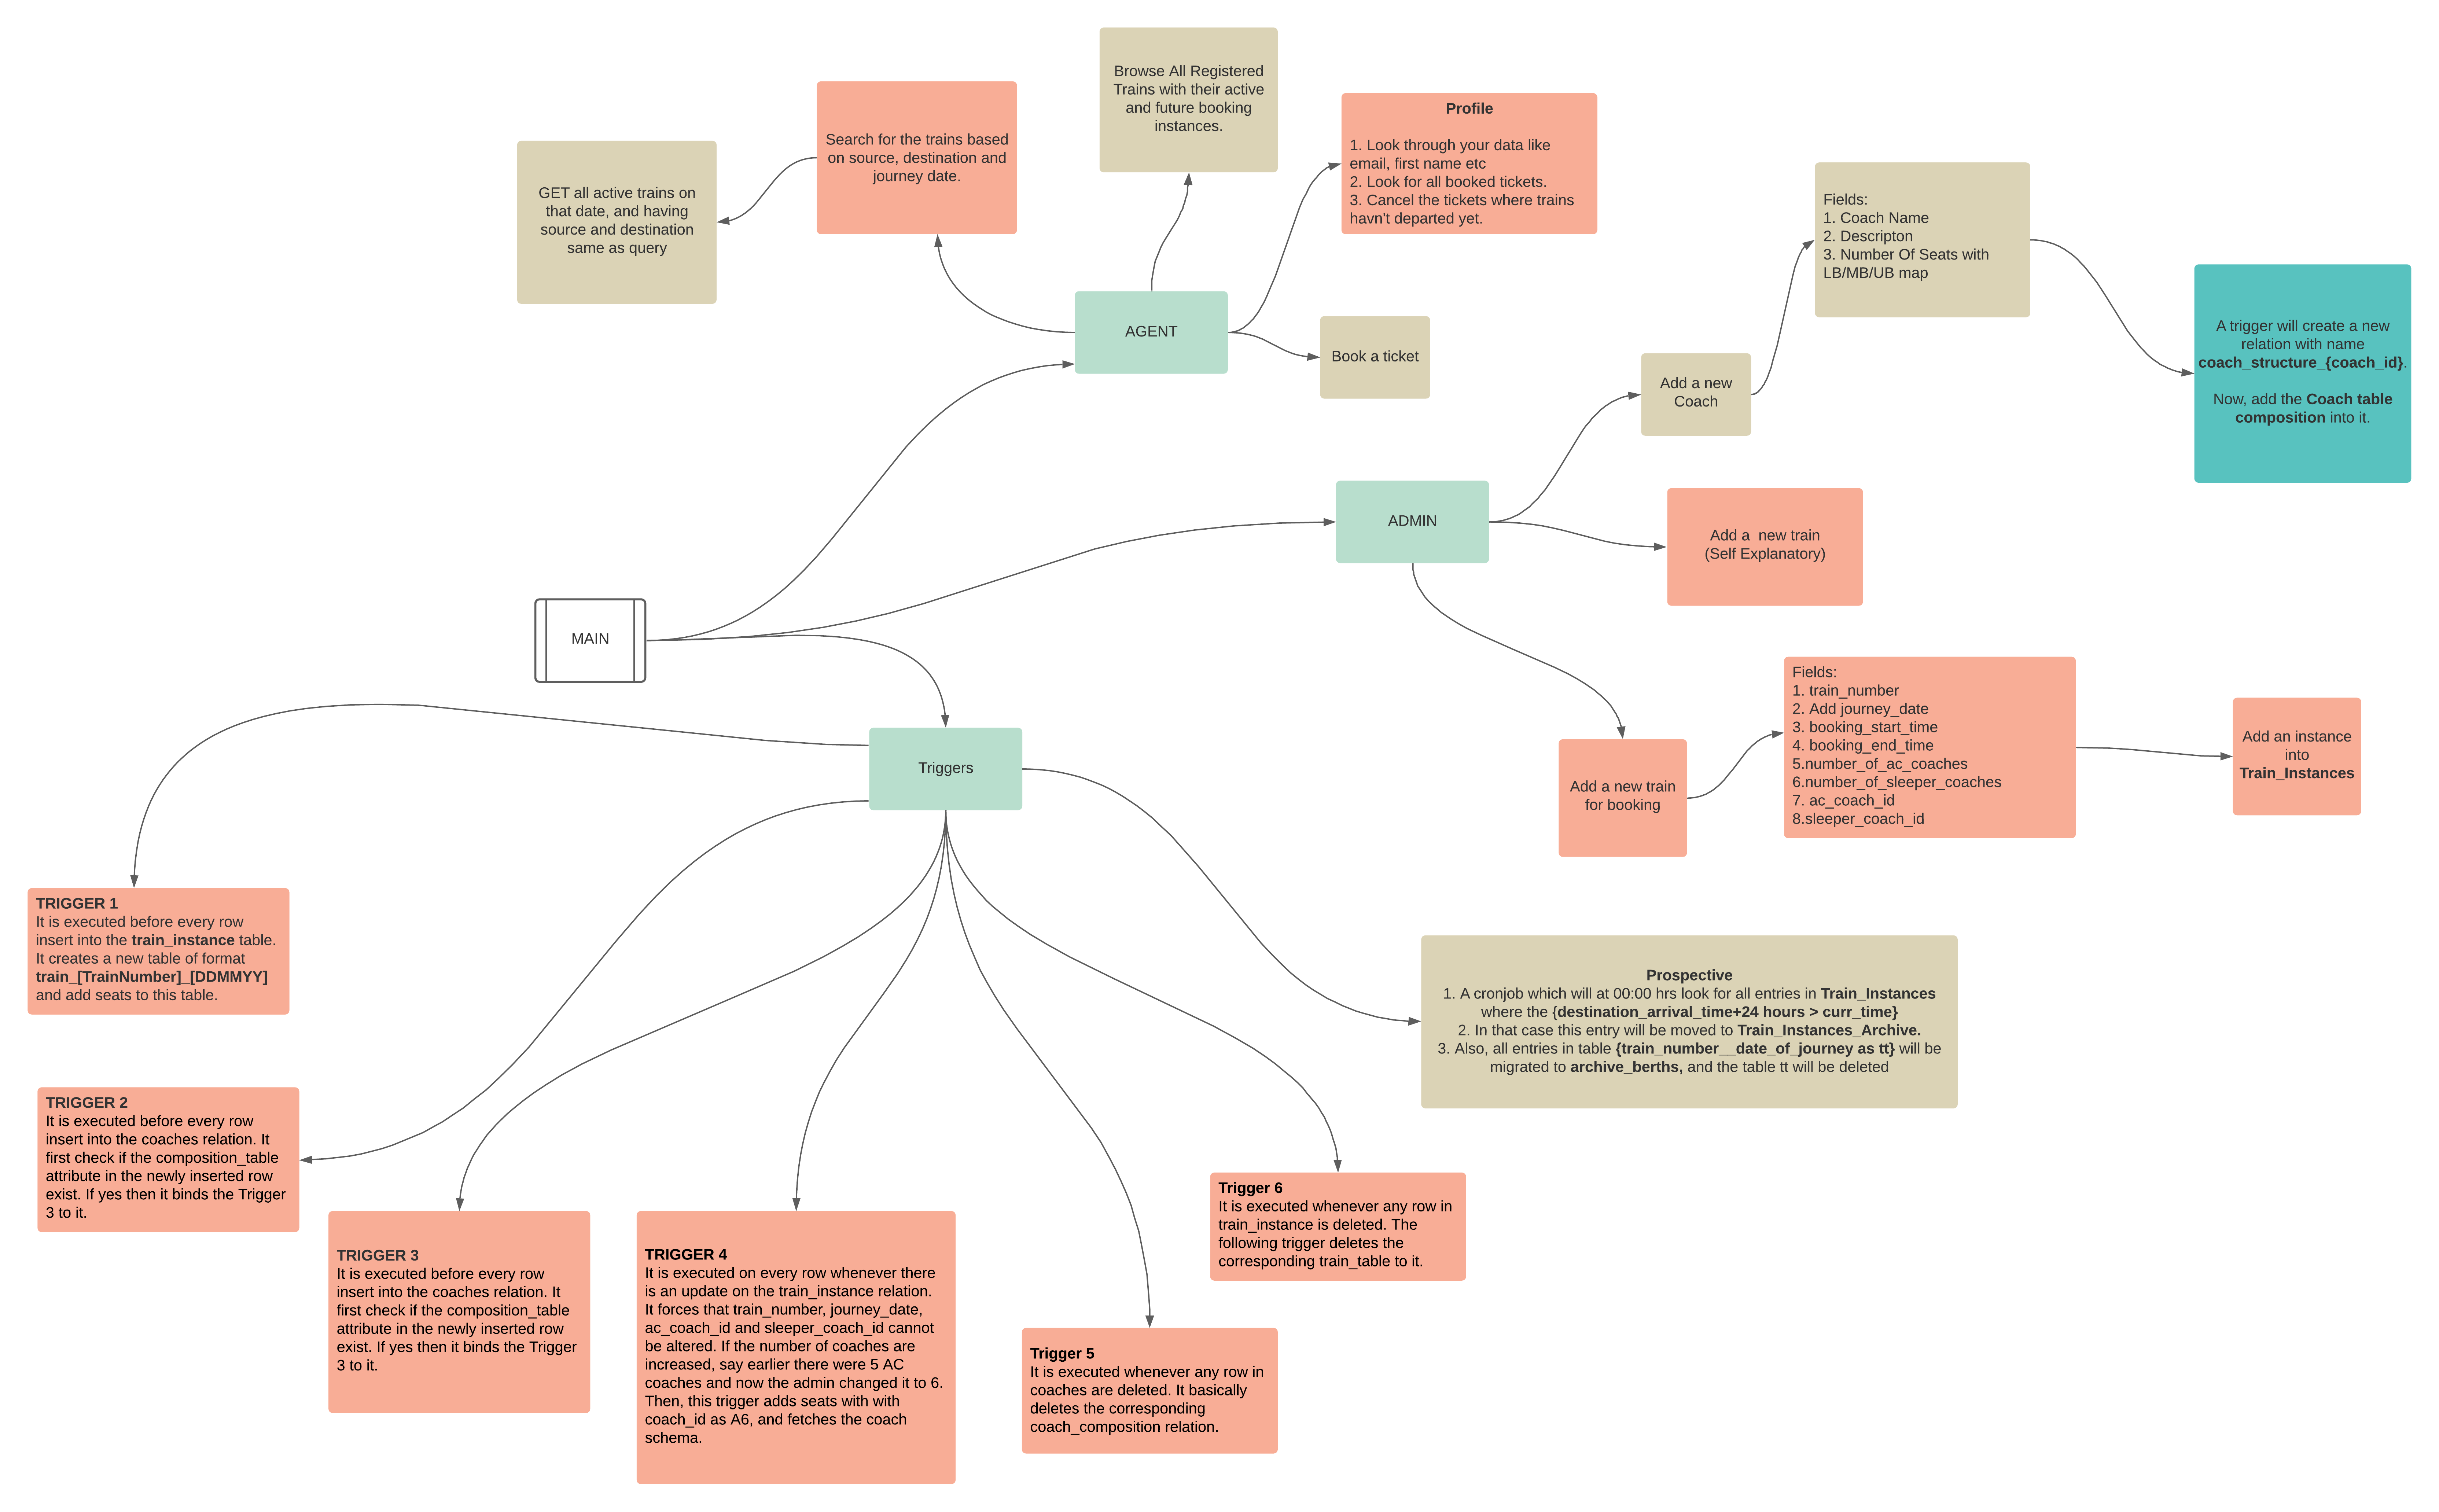 Browse All Registered
Trains with their active
and future booking
instances.
Search for the trains based
on source, destination and
journey date.
Profile
1. Look through your data like
email, first name etc
2. Look for all booked tickets.
3. Cancel the tickets where trains
havn't departed yet.
GET all active trains on
that date, and having
source and destination
same as query
Fields:
1. Coach Name
2. Descripton
3. Number Of Seats with
LB/MB/UB map
AGENT
Book a ticket
A trigger will create a new
relation with name
coach_structure_{coach_id}.
Now, add the Coach table
composition into it.
Add a new
Coach
ADMIN
Add a  new train
(Self Explanatory)
MAIN
Fields:
1. train_number
2. Add journey_date
3. booking_start_time
4. booking_end_time
5.number_of_ac_coaches
6.number_of_sleeper_coaches
7. ac_coach_id
8.sleeper_coach_id
Add an instance
into
Train_Instances
Triggers
Add a new train
for booking
TRIGGER 1
It is executed before every row
insert into the train_instance table.
It creates a new table of format
train_[TrainNumber]_[DDMMYY]
and add seats to this table.
Prospective
1. A cronjob which will at 00:00 hrs look for all entries in Train_Instances
where the {destination_arrival_time+24 hours > curr_time}
2. In that case this entry will be moved to Train_Instances_Archive.
3. Also, all entries in table {train_number__date_of_journey as tt} will be
migrated to archive_berths, and the table tt will be deleted
TRIGGER 2
It is executed before every row
insert into the coaches relation. It
first check if the composition_table
attribute in the newly inserted row
exist. If yes then it binds the Trigger
3 to it.
TRIGGER 3
It is executed before every row
insert into the coaches relation. It
first check if the composition_table
attribute in the newly inserted row
exist. If yes then it binds the Trigger
3 to it.
TRIGGER 4
It is executed on every row whenever there
is an update on the train_instance relation.
It forces that train_number, journey_date,
ac_coach_id and sleeper_coach_id cannot
be altered. If the number of coaches are
increased, say earlier there were 5 AC
coaches and now the admin changed it to 6.
Then, this trigger adds seats with with
coach_id as A6, and fetches the coach
schema.
Trigger 5
It is executed whenever any row in
coaches are deleted. It basically
deletes the corresponding
coach_composition relation.
Trigger 6
It is executed whenever any row in
train_instance is deleted. The
following trigger deletes the
corresponding train_table to it.